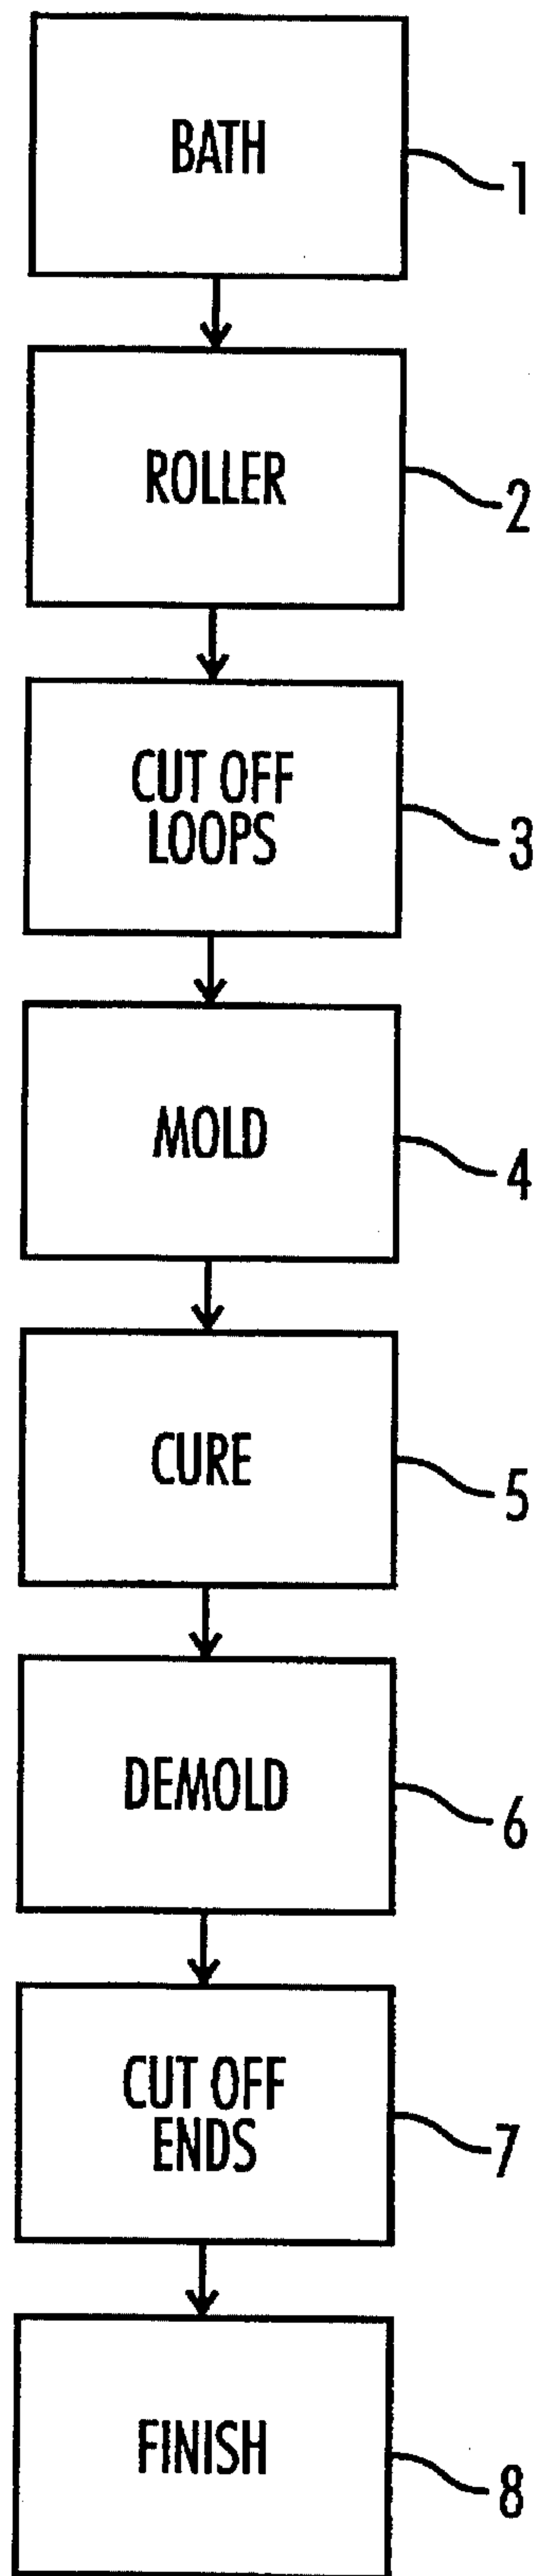 BATH
1
ROLLER
2
CUT OFF
LOOPS
3
MOLD
4
CURE
5
DEMOLD
6
CUT OFF
ENDS
7
FINISH
8